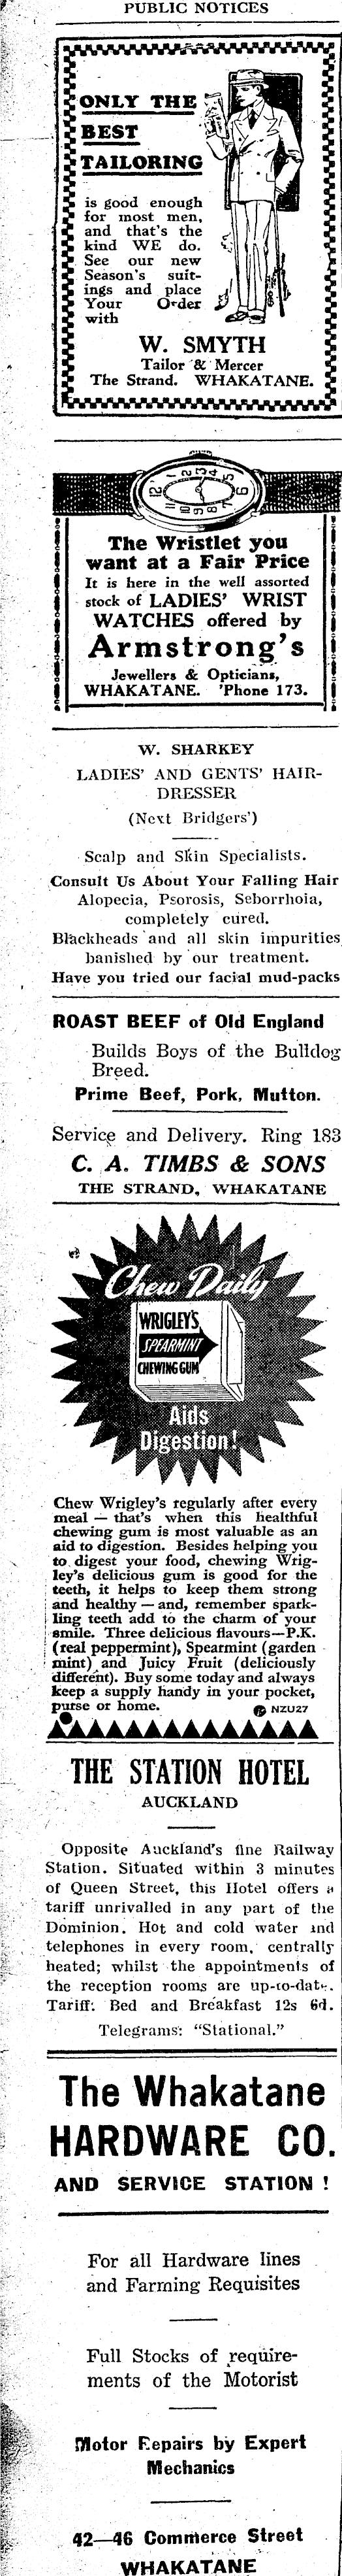 PUBLIC NOTICES
ONLY THE
BEST
TAILORING
is good enough
for most men,
and that's the
kind WE do.
See our new
Season's suit-
ings and place
Your Order
with
W. SMYTH
Tailor & Mercer
The Strand. WHAKATANE.
The Wristlet you
want at a Fair Price
It is here in the well assorted
stock of LADIES' WRIST
WATCHES offered by
Armstrong's
Jewellers & Opticians,
WHAKATANE. 'Phone 173.
W. SHARKEY
LADIES' AND GENTS' HAIR-
DRESSER
(Next Bridgers')
Scalp and Skin Specialists.
Consult Us About Your Falling Hair
Alopecia, Psorosis, Seborrhoia,
completely cured.
Blackheads and all skin impurities
banished by our treatment.
Have you tried our facial mud-packs
ROAST BEEF of Old England
Builds Boys of the Bulldog
Breed.
Prime Beef, Pork, Mutton.
Service and Delivery. Ring 183
C. A. TIMBS & SONS
THE STRAND, WHAKATANE
Chew Daily
WRIGLEY'S
SPEARMINT
CHEWING GUM
Aids
Digestion!
Chew Wrigley's regularly after every
meal — that's when this healthful
chewing gum is most valuable as an
aid to digestion. Besides helping you
to digest your food, chewing Wrig-
ley's delicious gum is good for the
teeth, it helps to keep them strong
and healthy — and, remember spark-
ling teeth add to the charm of your
smile. Three delicious flavours—P.K.
(real peppermint), Spearmint (garden
mint) and Juicy Fruit (deliciously
different). Buy some today and always
keep a supply handy in your pocket,
purse or home. NZU27
THE STATION HOTEL
AUCKLAND
Opposite Auckland's fine Railway
Station. Situated within 3 minutes
of Queen Street, this Hotel offers a
tariff unrivalled in any part of the
Dominion. Hot and cold water and
telephones in every room, centrally
heated; whilst the appointments of
the reception rooms are up-to-date.
Tariff: Bed and Breakfast 12s 6d.
Telegrams: "Stational."
The Whakatane
HARDWARE CO.
AND SERVICE STATION !
For all Hardware lines
and Farming Requisites
Full Stocks of require-
ments of the Motorist
Motor Repairs by Expert
Mechanics
42—46 Commerce Street
WHAKATANE